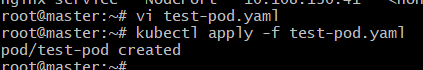 root@master:~# vi test-pod.yaml
root@master:~# kubectl apply -f test-pod.yaml
pod/test-pod created
root@master:~#